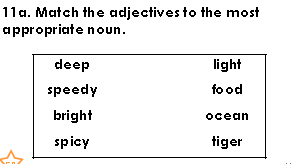 11a. Match the adjectives to the most
appropriate noun.
deep light
speedy food
bright ocean
spicy tiger